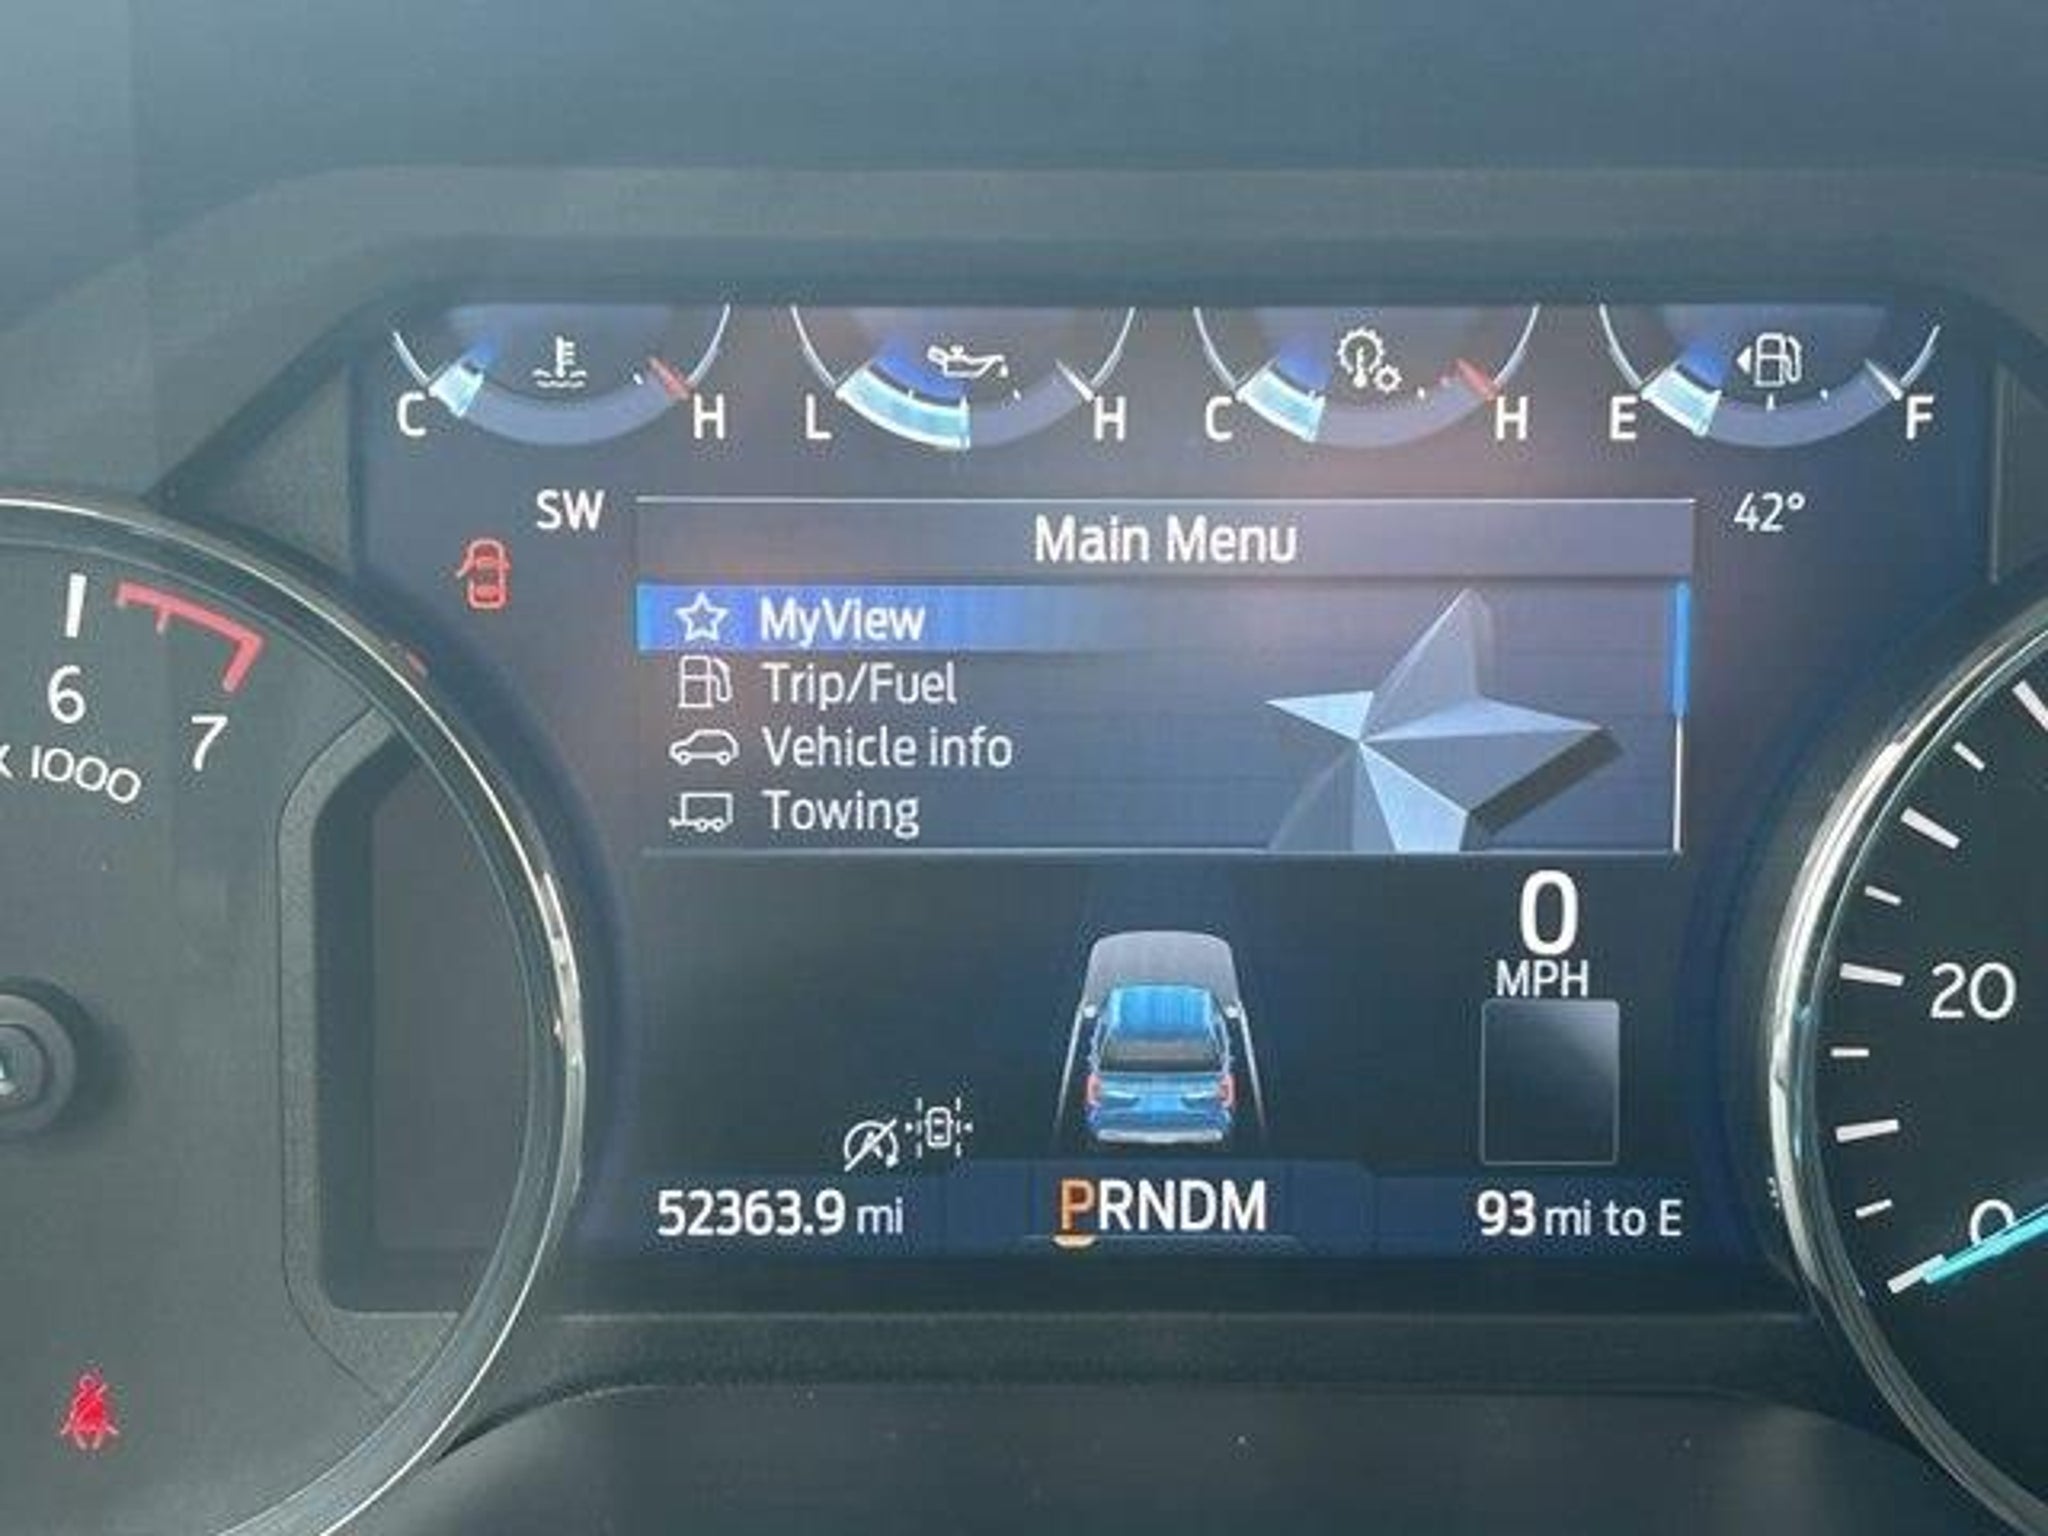 C H L H C H E F
SW
42°
Main Menu
MyView
Trip/Fuel
Vehicle info
Towing
6
7
x 1000
0
MPH
20
0
52363.9 mi
PRNDM
93 mi to E